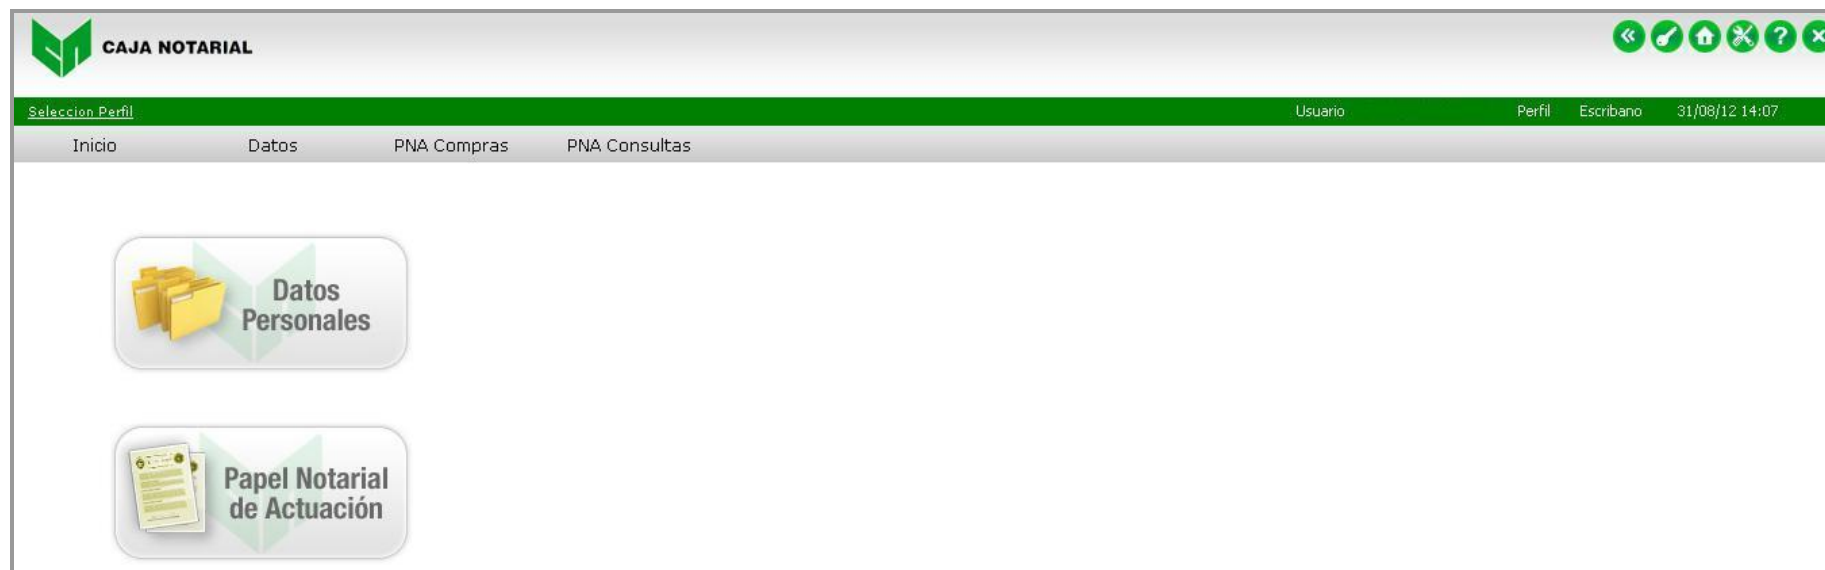 CAJA NOTARIAL
Seleccion Perfil Usuario Perfil Escribano 31/08/12 14:07
Inicio Datos PNA Compras PNA Consultas
Datos
Personales
Papel Notarial
de Actuación